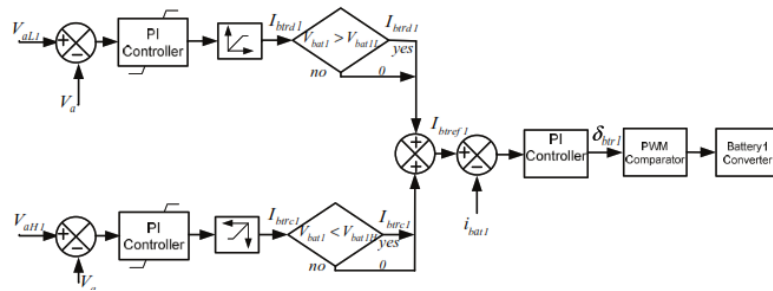 V_aL1
+
−
V_a
PI
Controller
I_btrd1
V_bat1 > V_bat1L
I_btrd1
yes
no
0
+
+
I_btref1
+
−
i_bat1
PI
Controller
δ_btr1
PWM
Comparator
Battery1
Converter
V_aH1
+
−
V_a
PI
Controller
I_btrc1
V_bat1 < V_bat1H
I_btrc1
yes
no
0